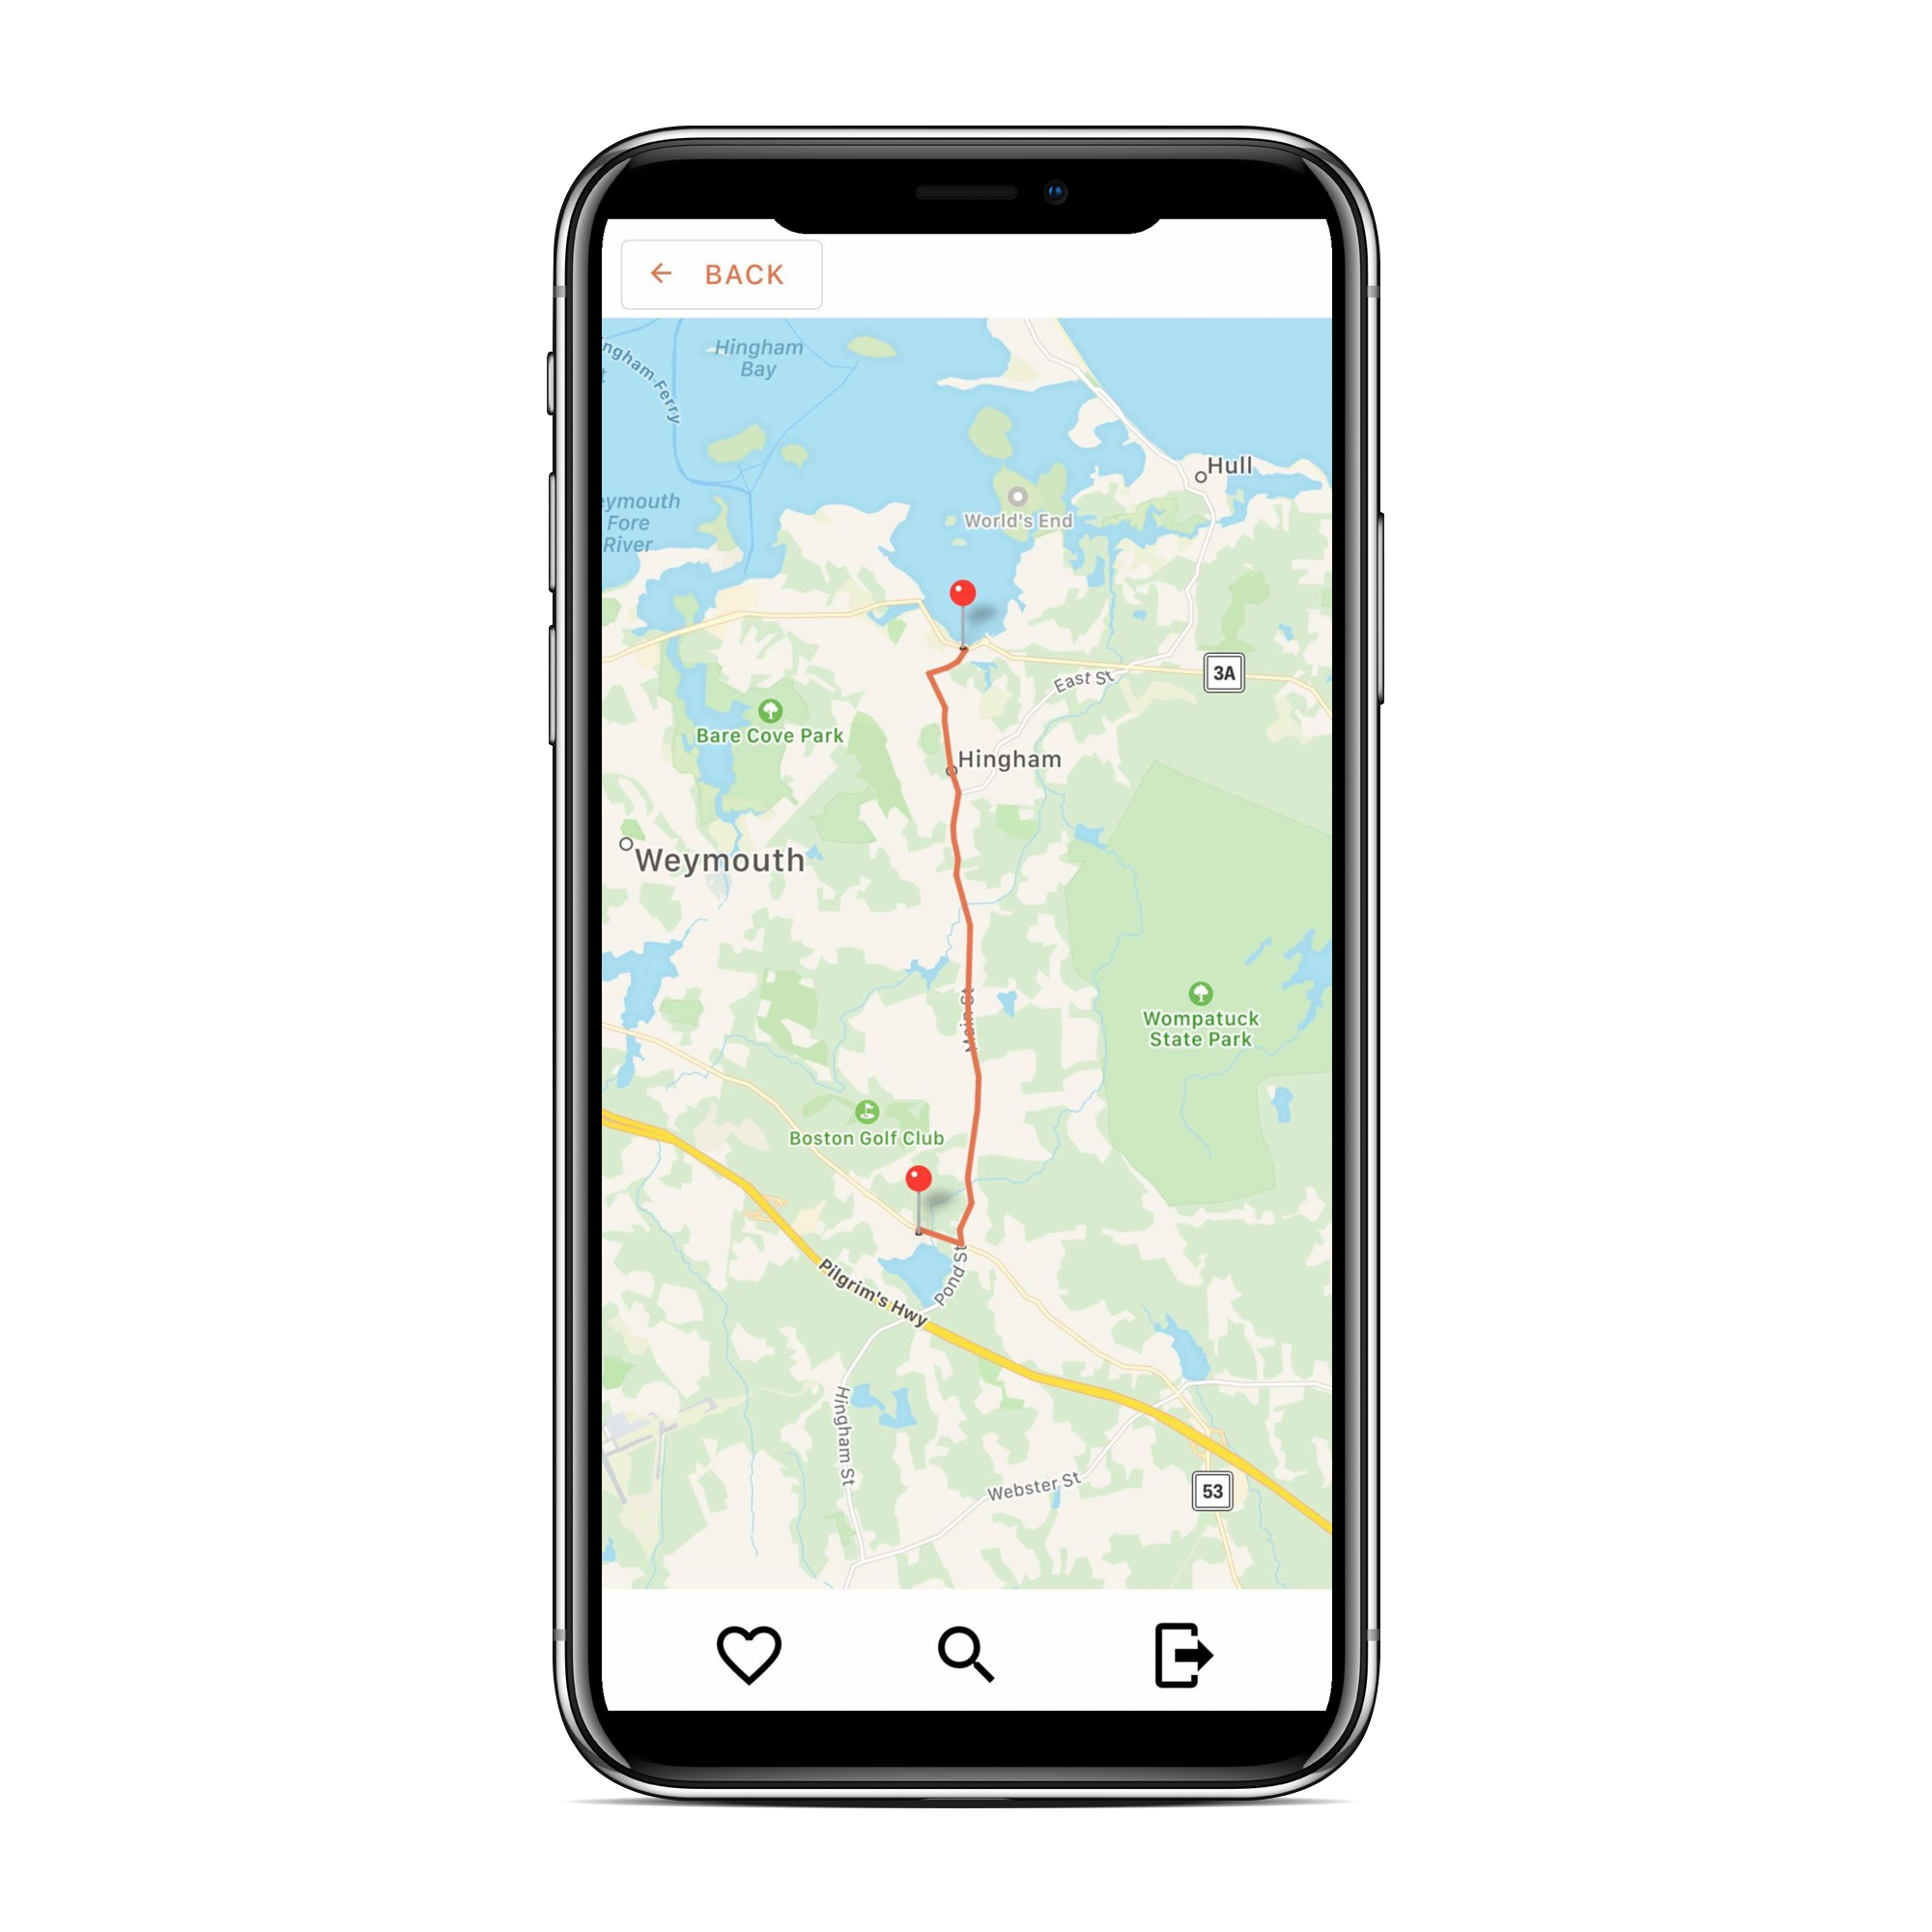 BACK
Hingham
Bay
ngham Ferry
t
Hull
eymouth
Fore
River
World's End
3A
East St
Bare Cove Park
Hingham
Weymouth
Main St
Wompatuck
State Park
Boston Golf Club
Pond St
Pilgrim's Hwy
Hingham St
Webster St
53